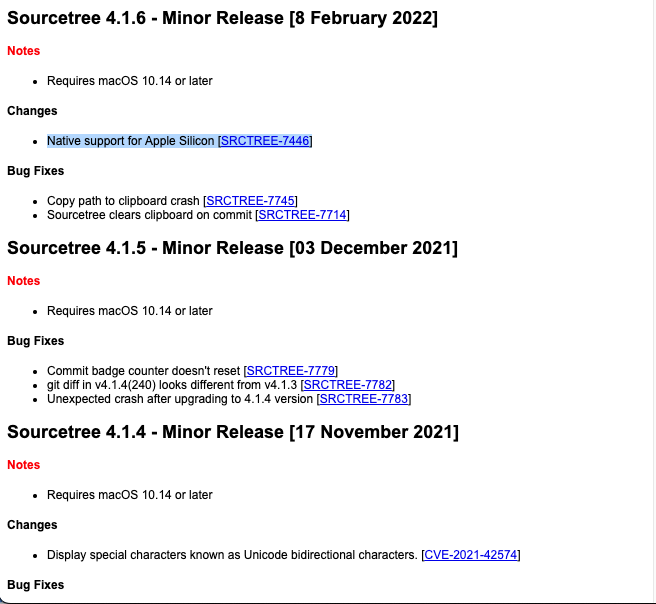 Sourcetree 4.1.6 - Minor Release [8 February 2022]
Notes
Requires macOS 10.14 or later
Changes
Native support for Apple Silicon [SRCTREE-7446]
Bug Fixes
Copy path to clipboard crash [SRCTREE-7745]
Sourcetree clears clipboard on commit [SRCTREE-7714]
Sourcetree 4.1.5 - Minor Release [03 December 2021]
Notes
Requires macOS 10.14 or later
Bug Fixes
Commit badge counter doesn't reset [SRCTREE-7779]
git diff in v4.1.4(240) looks different from v4.1.3 [SRCTREE-7782]
Unexpected crash after upgrading to 4.1.4 version [SRCTREE-7783]
Sourcetree 4.1.4 - Minor Release [17 November 2021]
Notes
Requires macOS 10.14 or later
Changes
Display special characters known as Unicode bidirectional characters. [CVE-2021-42574]
Bug Fixes